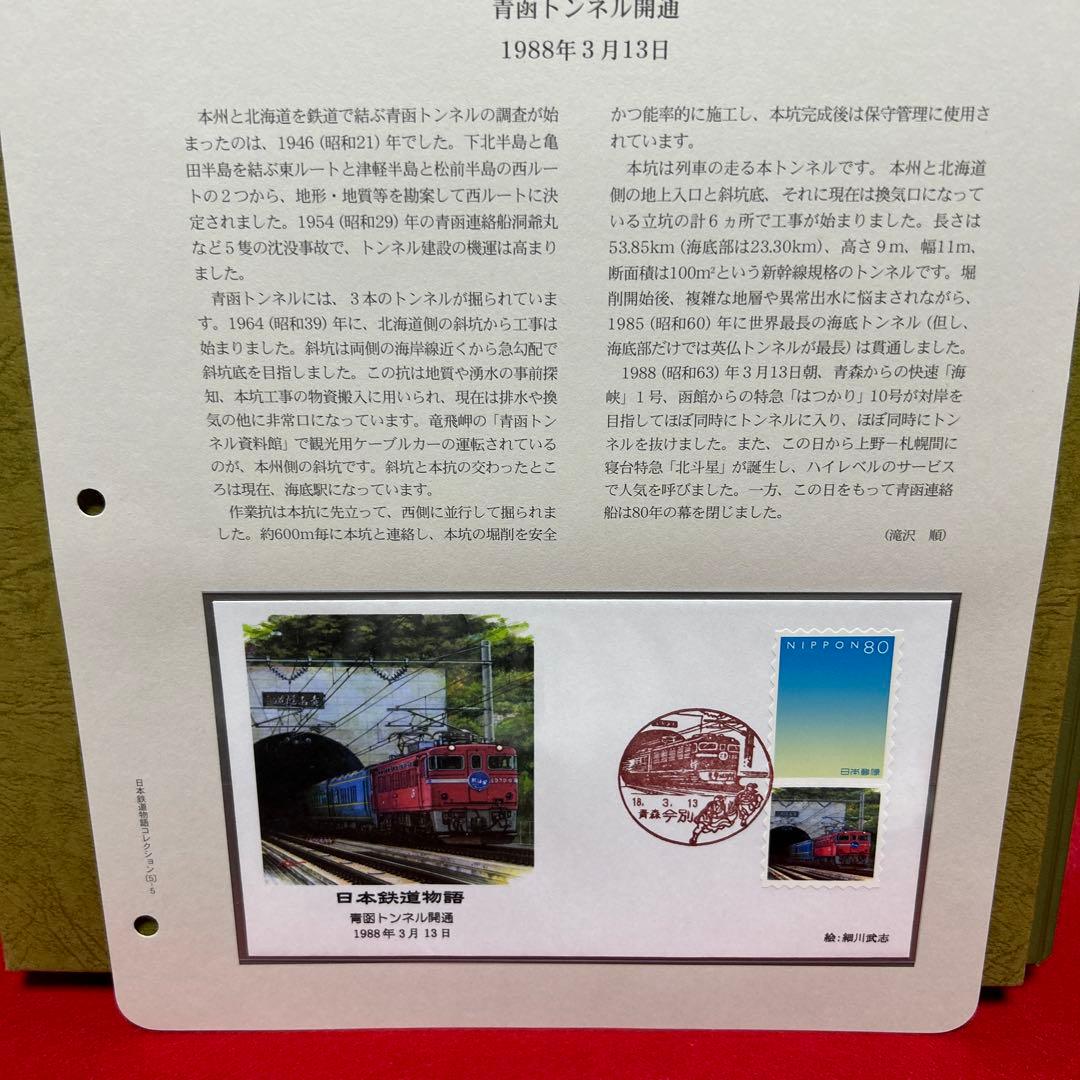 青函トンネル開通
1988年3月13日
本州と北海道を鉄道で結ぶ青函トンネルの調査が始
まったのは、1946(昭和21)年でした。下北半島と亀
田半島を結ぶ東ルートと津軽半島と松前半島の西ルー
トの2つから、地形・地質等を勘案して西ルートに決
定されました。1954(昭和29)年の青函連絡船洞爺丸
など5隻の沈没事故で、トンネル建設の機運は高まり
ました。
青函トンネルには、3本のトンネルが掘られていま
す。1964(昭和39)年に、北海道側の斜坑から工事は
始まりました。斜坑は両側の海岸線近くから急勾配で
斜坑底を目指しました。この抗は地質や湧水の事前探
知、本坑工事の物資搬入に用いられ、現在は排水や換
気の他に非常口になっています。竜飛岬の「青函トン
ネル資料館」で観光用ケーブルカーの運転されている
のが、本州側の斜坑です。斜坑と本抗の交わったとこ
ろは現在、海底駅になっています。
作業抗は本抗に先立って、西側に並行して掘られま
した。約600m毎に本坑と連絡し、本坑の掘削を安全
かつ能率的に施工し、本坑完成後は保守管理に使用さ
れています。
本坑は列車の走る本トンネルです。本州と北海道
側の地上入口と斜坑底、それに現在は換気口になって
いる立坑の計6ヵ所で工事が始まりました。長さは
53.85km(海底部は23.30km)、高さ9m、幅11m、
断面積は100m²という新幹線規格のトンネルです。掘
削開始後、複雑な地層や異常出水に悩まされながら、
1985(昭和60)年に世界最長の海底トンネル(但し、
海底部だけでは英仏トンネルが最長)は貫通しました。
1988(昭和63)年3月13日朝、青森からの快速「海
峡」1号、函館からの特急「はつかり」10号が対岸を
目指してほぼ同時にトンネルに入り、ほぼ同時にトン
ネルを抜けました。また、この日から上野－札幌間に
寝台特急「北斗星」が誕生し、ハイレベルのサービス
で人気を呼びました。一方、この日をもって青函連絡
船は80年の幕を閉じました。
(滝沢 順)
日本鉄道物語コレクション〔5〕-5
日本鉄道物語
青函トンネル開通
1988年3月13日
18.3.13
青森 今別
NIPPON 80
日本郵便
絵:細川武志